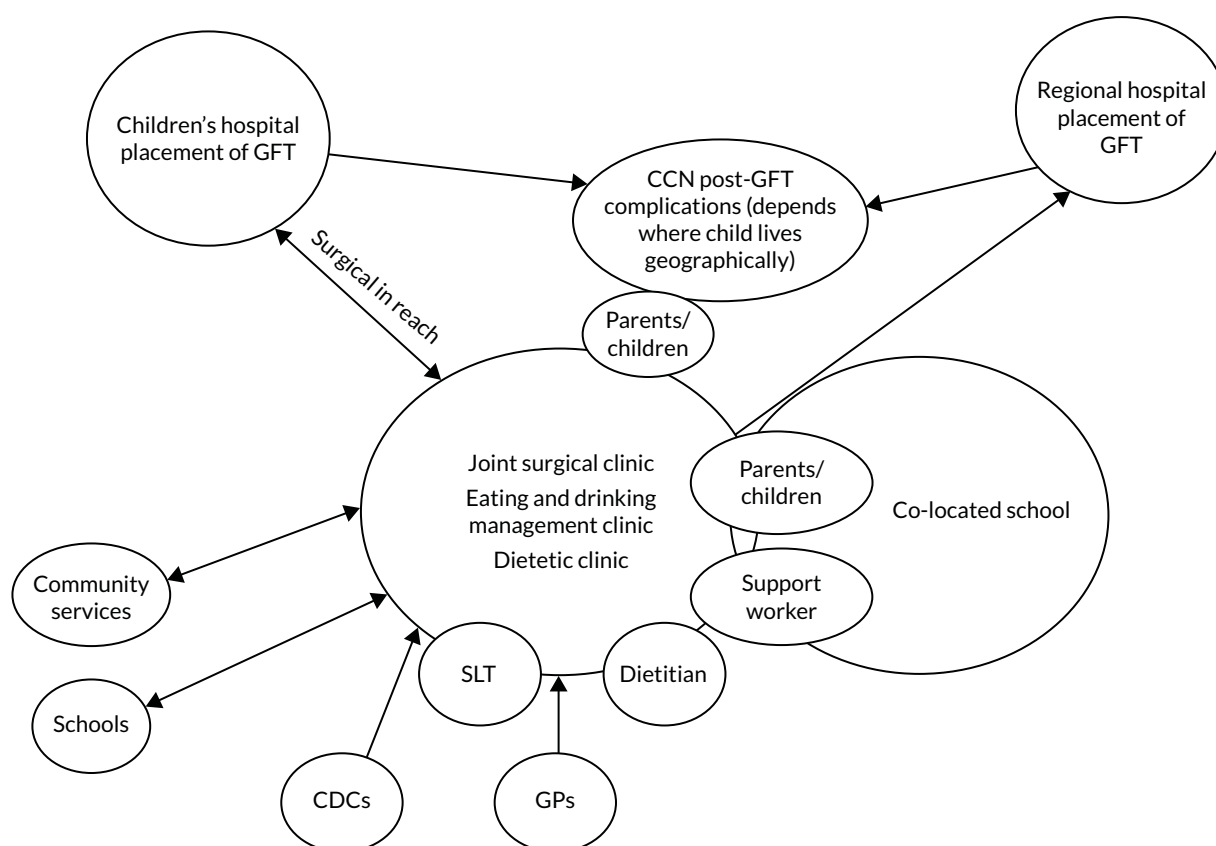 Children’s hospital
placement of GFT
Regional hospital
placement of
GFT
CCN post-GFT
complications (depends
where child lives
geographically)
Surgical in reach
Parents/
children
Joint surgical clinic
Eating and drinking
management clinic
Dietetic clinic
Parents/
children
Co-located school
Community
services
Support
worker
SLT
Dietitian
Schools
CDCs
GPs